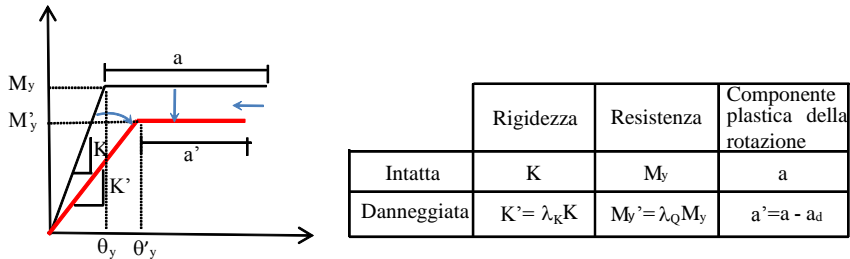 a
My
M'y
K
K'
a'
θy
θ'y
Rigidezza
Resistenza
Componente
plastica della
rotazione
Intatta
K
My
a
Danneggiata
K'= λKK
My'= λQMy
a'=a - ad